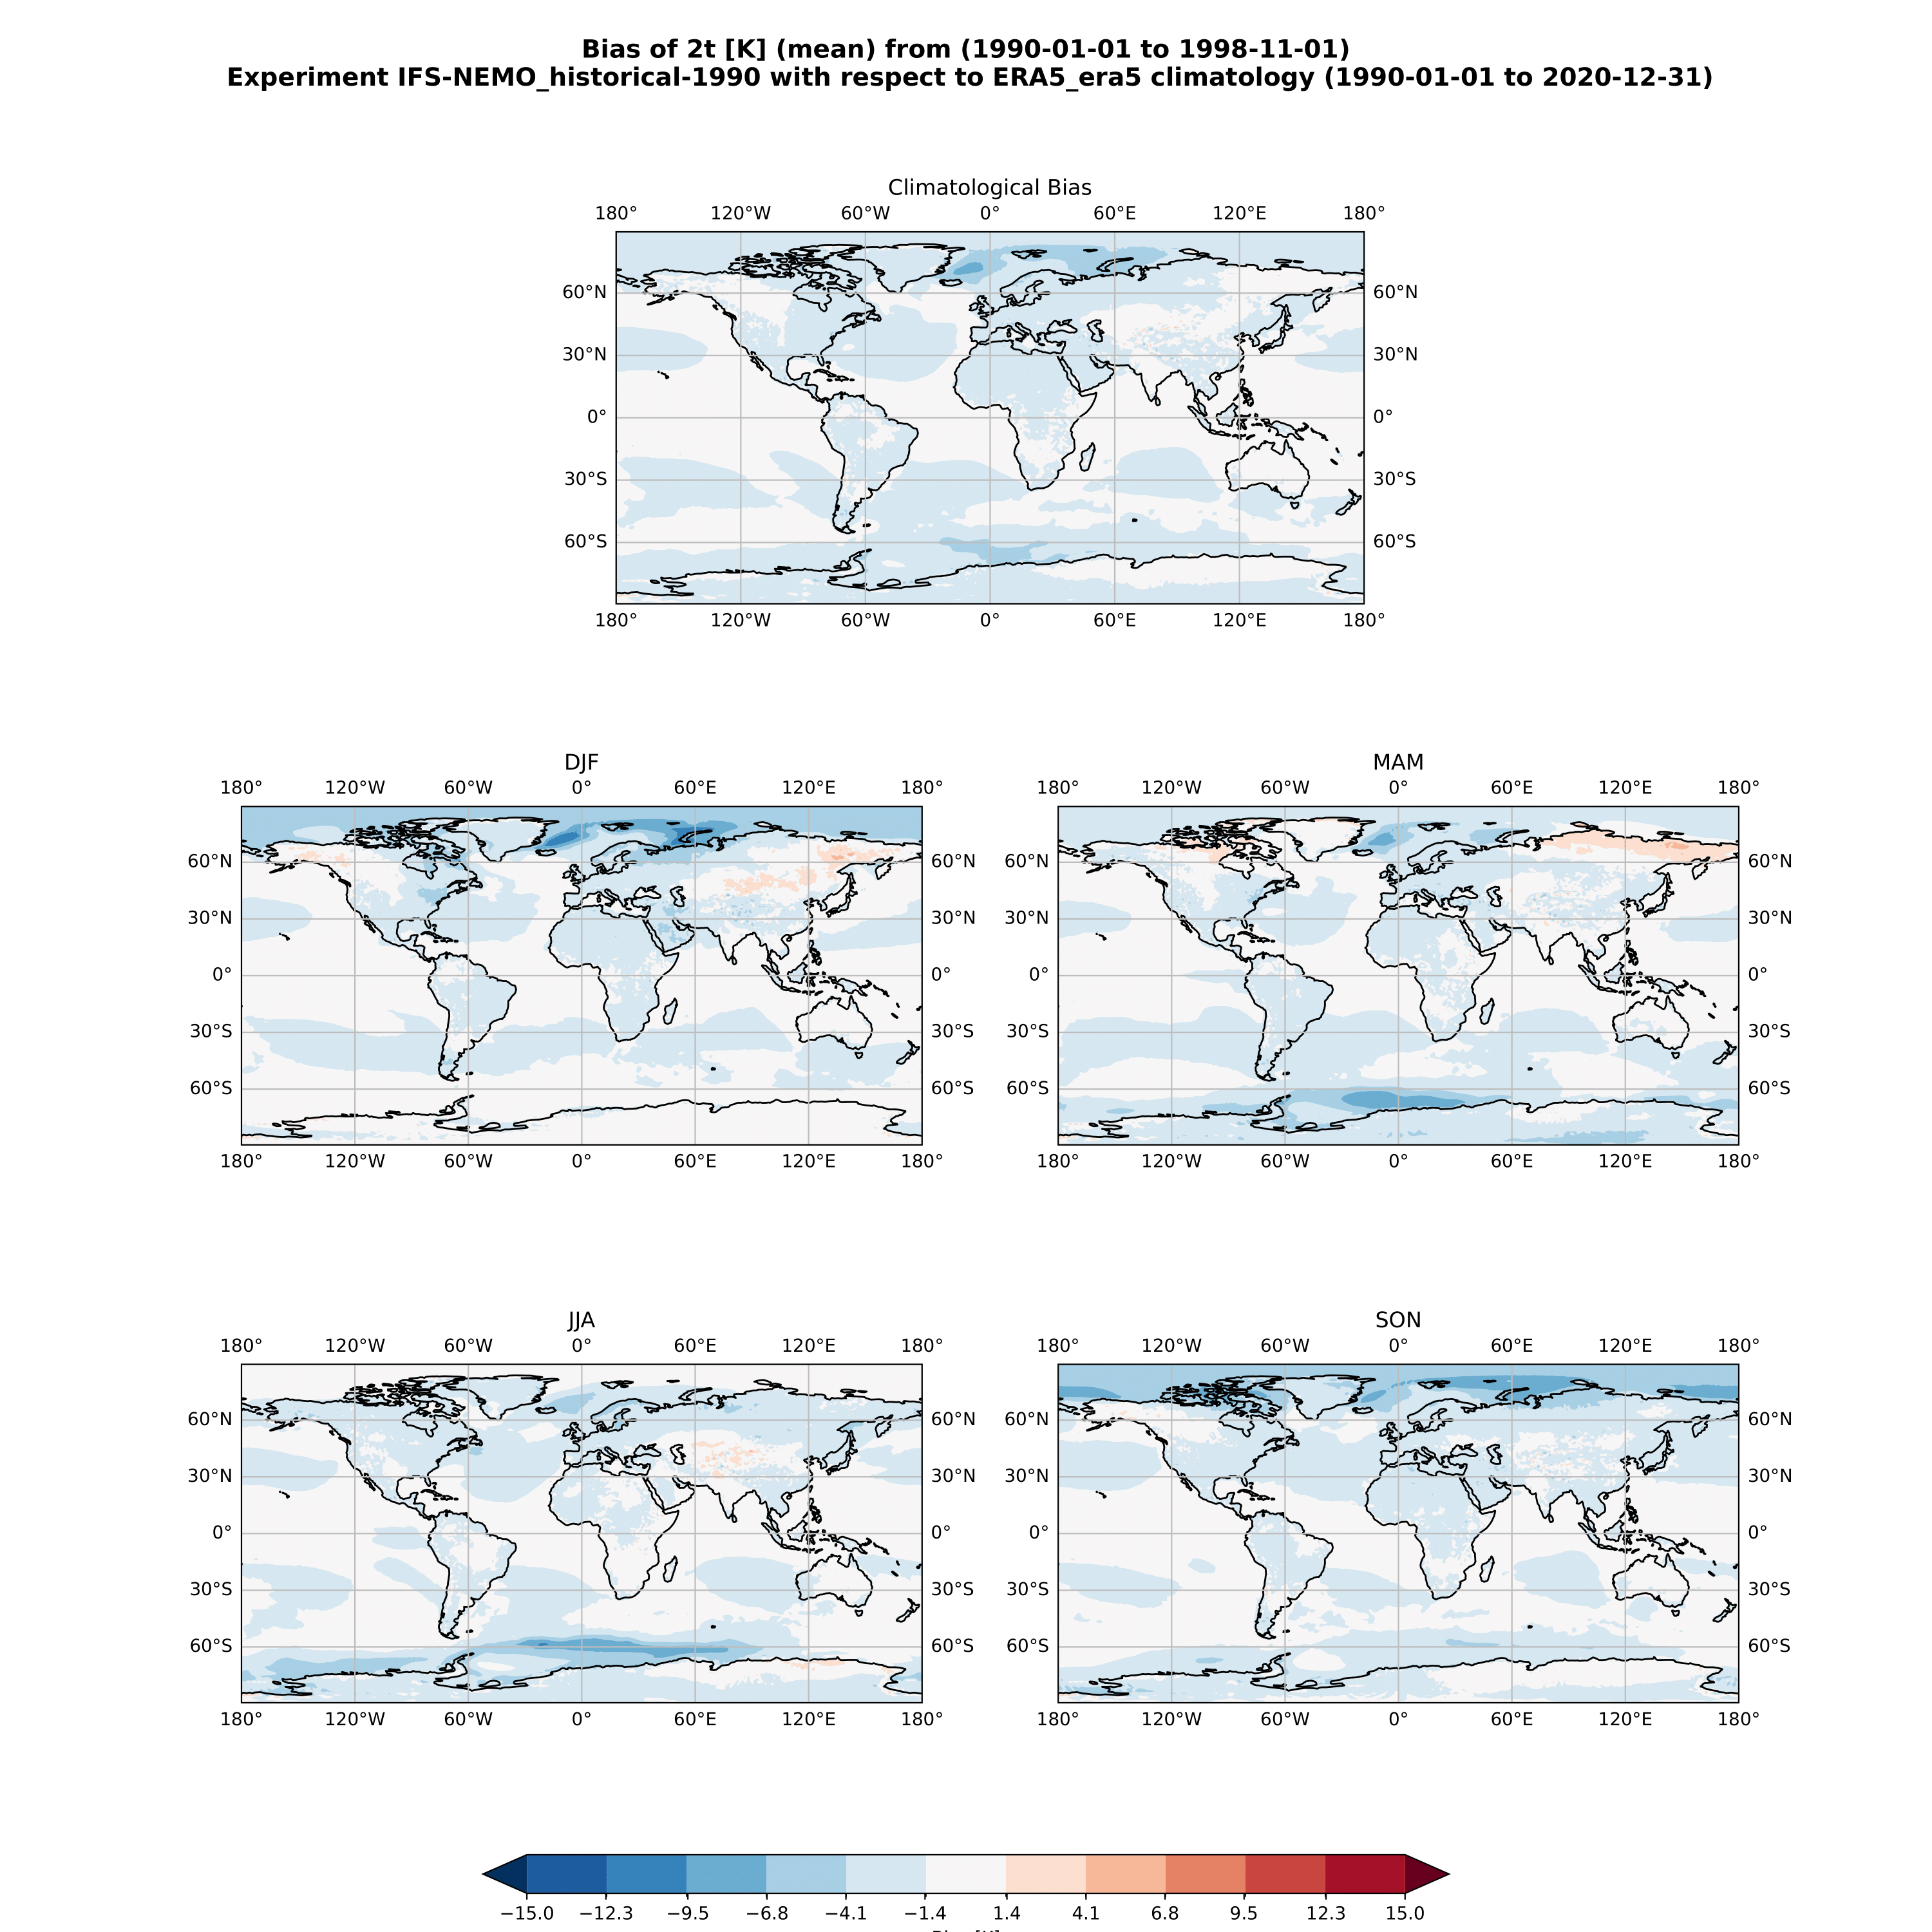 Bias of 2t [K] (mean) from (1990-01-01 to 1998-11-01)
Experiment IFS-NEMO_historical-1990 with respect to ERA5_era5 climatology (1990-01-01 to 2020-12-31)
Climatological Bias
180° 120°W 60°W 0° 60°E 120°E 180°
60°N 60°N
30°N 30°N
0° 0°
30°S 30°S
60°S 60°S
180° 120°W 60°W 0° 60°E 120°E 180°
DJF MAM
180° 120°W 60°W 0° 60°E 120°E 180° 180° 120°W 60°W 0° 60°E 120°E 180°
60°N 60°N 60°N 60°N
30°N 30°N 30°N 30°N
0° 0° 0° 0°
30°S 30°S 30°S 30°S
60°S 60°S 60°S 60°S
180° 120°W 60°W 0° 60°E 120°E 180° 180° 120°W 60°W 0° 60°E 120°E 180°
JJA SON
180° 120°W 60°W 0° 60°E 120°E 180° 180° 120°W 60°W 0° 60°E 120°E 180°
60°N 60°N 60°N 60°N
30°N 30°N 30°N 30°N
0° 0° 0° 0°
30°S 30°S 30°S 30°S
60°S 60°S 60°S 60°S
180° 120°W 60°W 0° 60°E 120°E 180° 180° 120°W 60°W 0° 60°E 120°E 180°
−15.0 −12.3 −9.5 −6.8 −4.1 −1.4 1.4 4.1 6.8 9.5 12.3 15.0